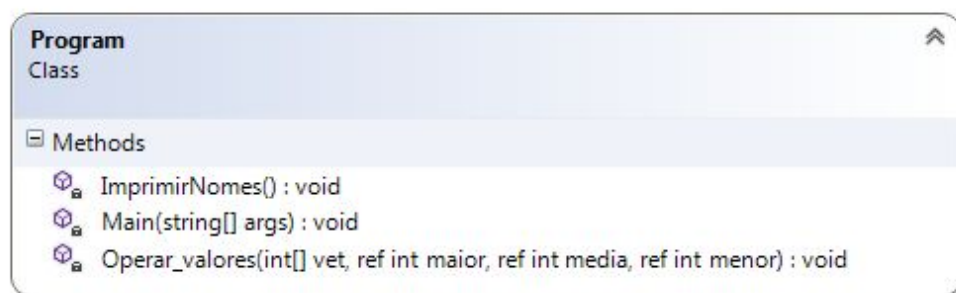 Program
Class
Methods
ImprimirNomes() : void
Main(string[] args) : void
Operar_valores(int[] vet, ref int maior, ref int media, ref int menor) : void